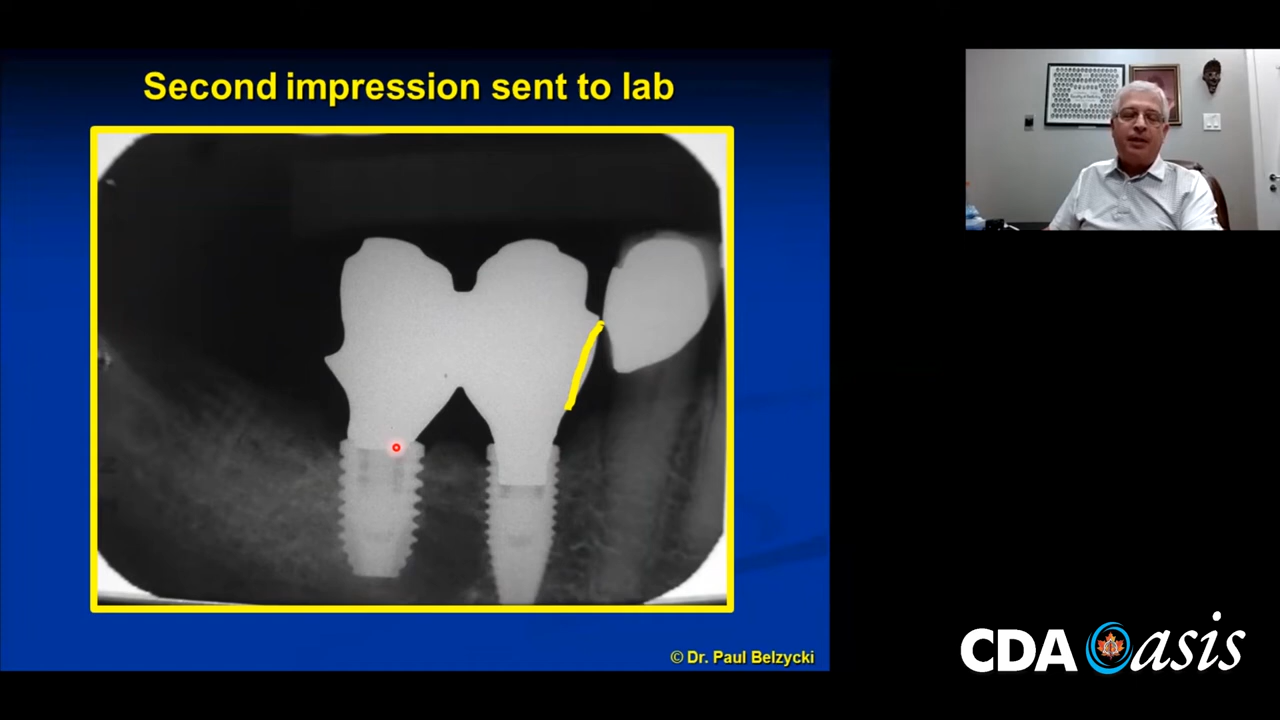 Second impression sent to lab
© Dr. Paul Belzycki
CDA Oasis